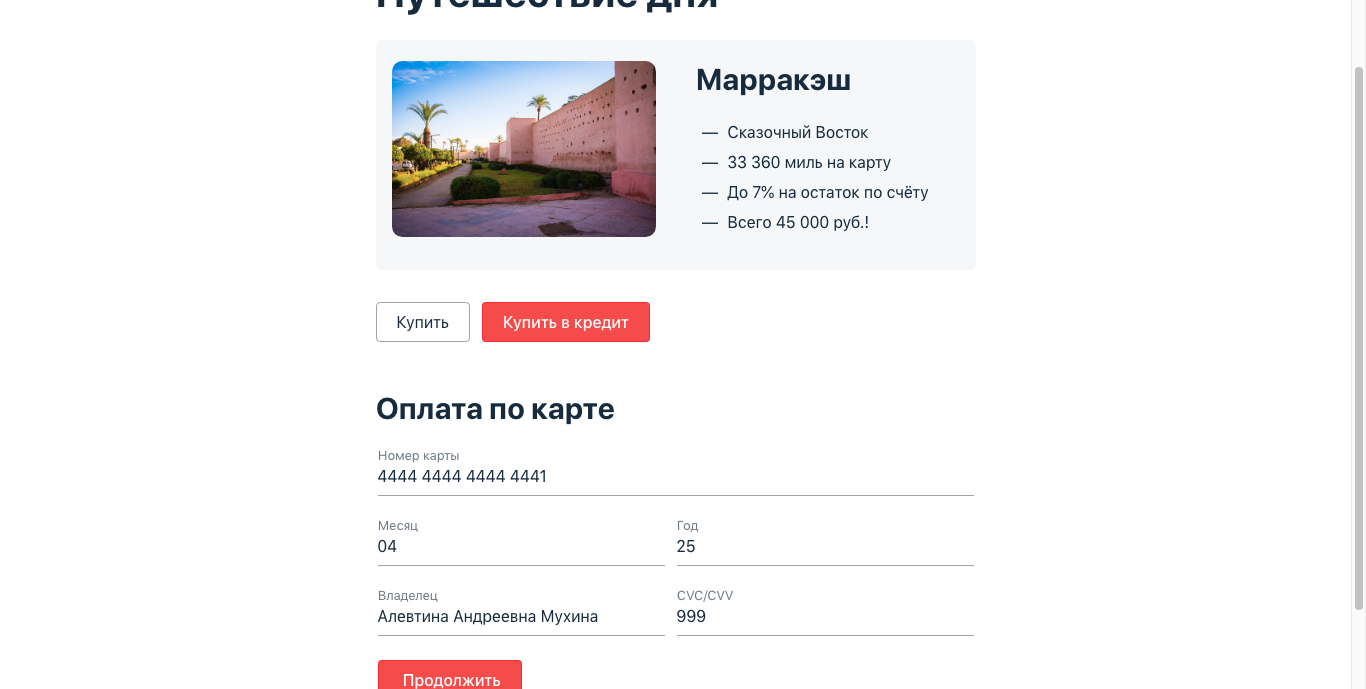 Путешествие дня
Марракэш
— Сказочный Восток
— 33 360 миль на карту
— До 7% на остаток по счёту
— Всего 45 000 руб.!
Купить
Купить в кредит
Оплата по карте
Номер карты
4444 4444 4444 4441
Месяц
Год
04
25
Владелец
CVC/CVV
Алевтина Андреевна Мухина
999
Продолжить